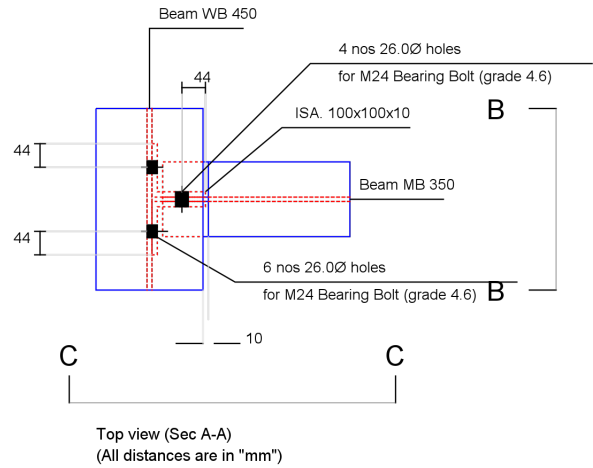 Beam WB 450
4 nos 26.0Ø holes
for M24 Bearing Bolt (grade 4.6)
44
ISA. 100x100x10
B
44
Beam MB 350
44
6 nos 26.0Ø holes
for M24 Bearing Bolt (grade 4.6)
B
10
C
C
Top view (Sec A-A)
(All distances are in "mm")